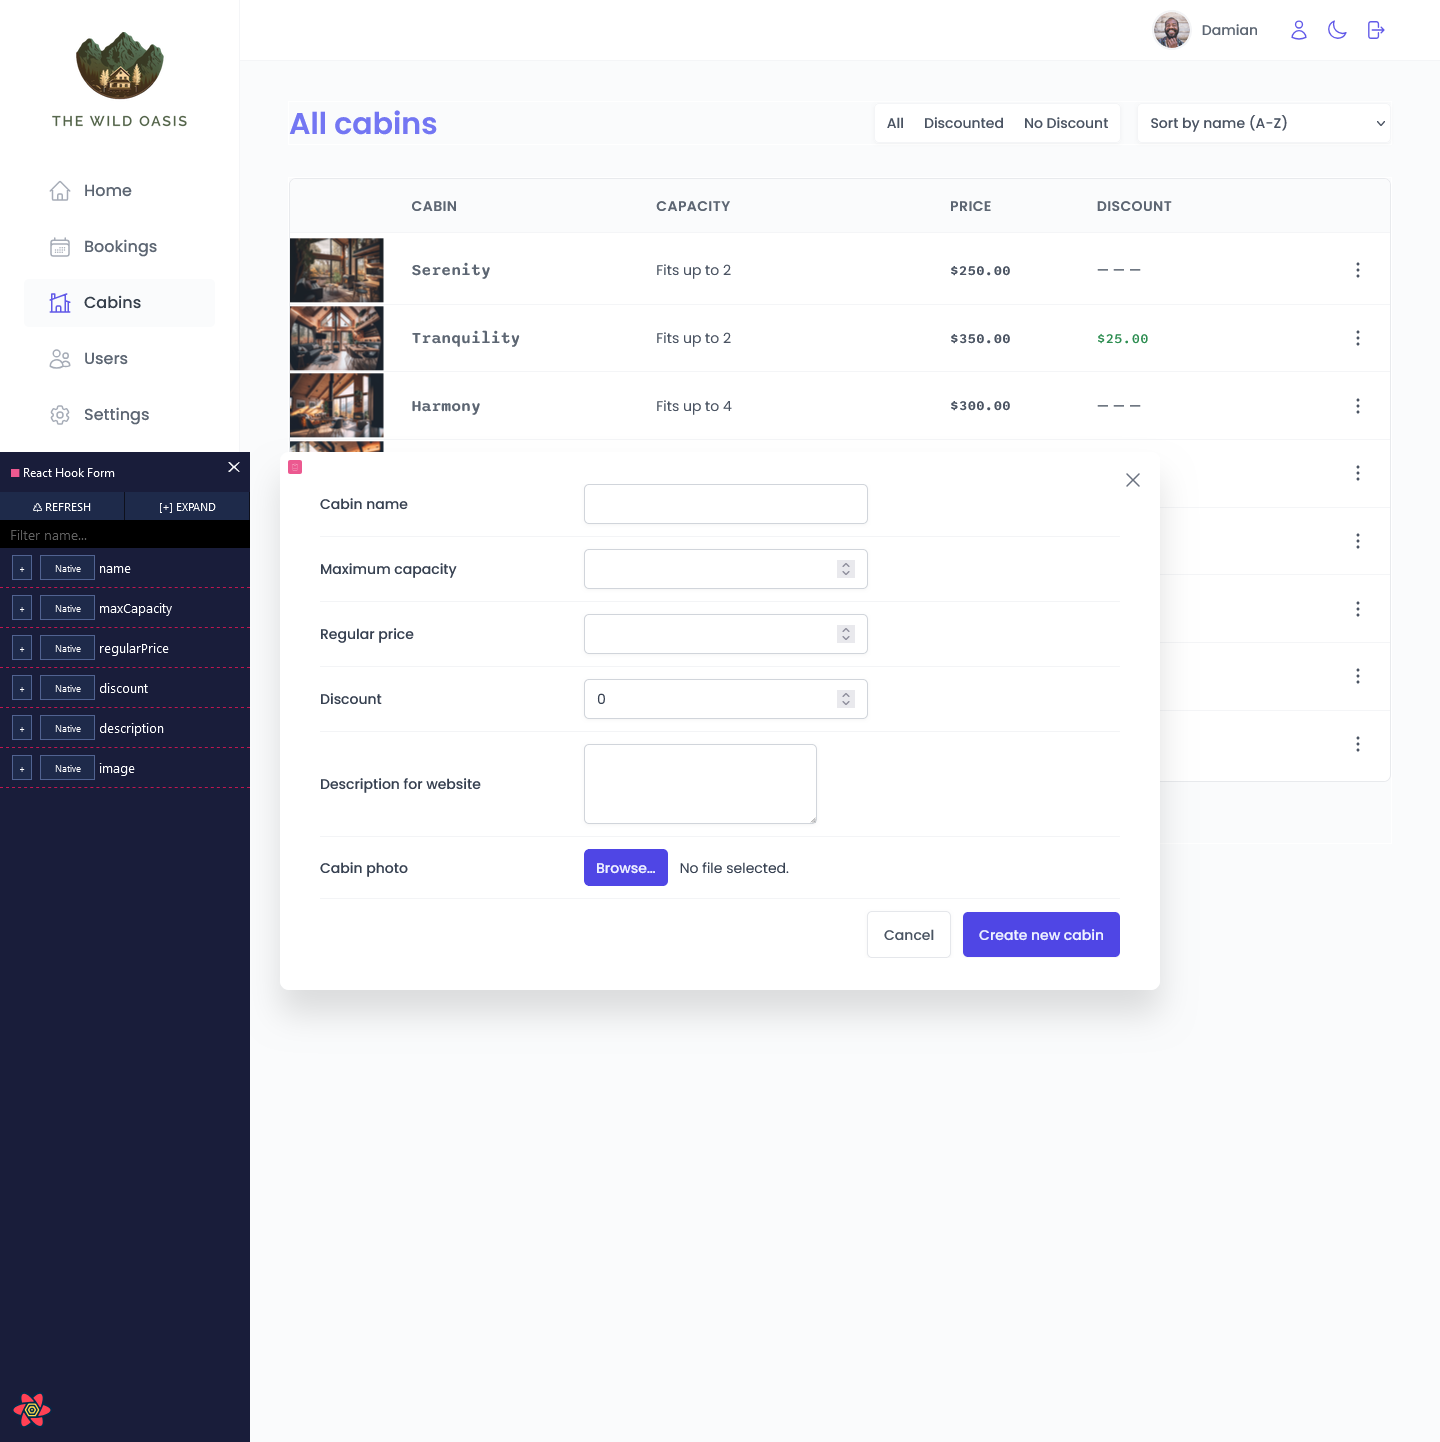 Damian
THE WILD OASIS
Home
Bookings
Cabins
Users
Settings
All cabins
All Discounted No Discount
Sort by name (A-Z)
CABIN CAPACITY PRICE DISCOUNT
Serenity Fits up to 2 $250.00 — — —
Tranquility Fits up to 2 $350.00 $25.00
Harmony Fits up to 4 $300.00 — — —
React Hook Form
REFRESH [+] EXPAND
Filter name...
+ Native name
+ Native maxCapacity
+ Native regularPrice
+ Native discount
+ Native description
+ Native image
Cabin name
Maximum capacity
Regular price
Discount 0
Description for website
Cabin photo Browse... No file selected.
Cancel Create new cabin